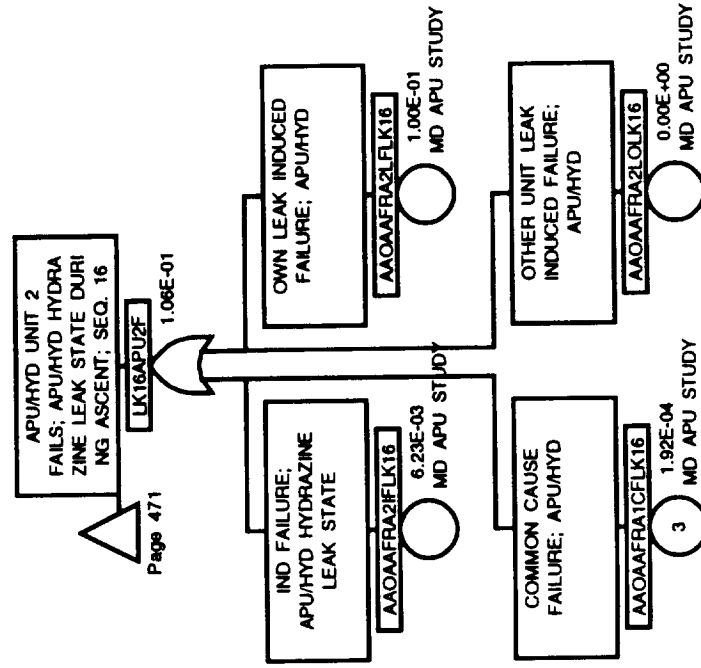 APU/HYD UNIT 2
FAILS; APU/HYD HYDRA
ZINE LEAK STATE DURI
NG ASCENT; SEQ. 16
LK16APU2F
1.06E-01
Page 471
IND FAILURE;
APU/HYD HYDRAZINE
LEAK STATE
AAOAAFRA2IFLK16
6.23E-03
MD APU STUDY
OWN LEAK INDUCED
FAILURE; APU/HYD
AAOAAFRA2LFLK16
1.00E-01
MD APU STUDY
COMMON CAUSE
FAILURE; APU/HYD
AAOAAFRA1CFLK16
3
1.92E-04
MD APU STUDY
OTHER UNIT LEAK
INDUCED FAILURE;
APU/HYD
AAOAAFRA2LOLK16
0.00E+00
MD APU STUDY